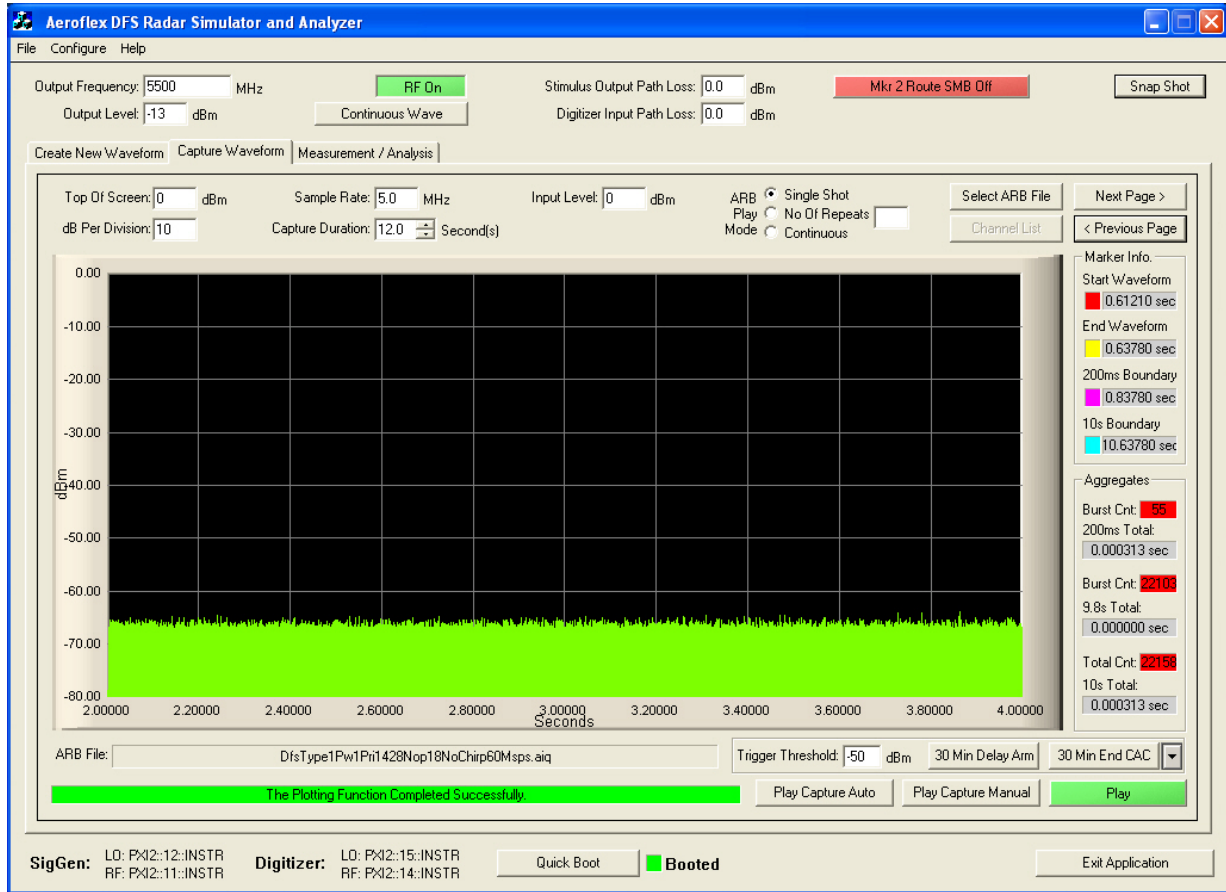 Aeroflex DFS Radar Simulator and Analyzer
File Configure Help
Output Frequency: 5500 MHz
RF On
Stimulus Output Path Loss: 0.0 dBm
Mkr 2 Route SMB Off
Snap Shot
Output Level: -13 dBm
Continuous Wave
Digitizer Input Path Loss: 0.0 dBm
Create New Waveform
Capture Waveform
Measurement / Analysis
Top Of Screen: 0 dBm
Sample Rate: 5.0 MHz
Input Level: 0 dBm
ARB Play Mode
Single Shot
No Of Repeats
Continuous
Select ARB File
Next Page >
dB Per Division: 10
Capture Duration: 12.0 Second(s)
Channel List
< Previous Page
0.00
-10.00
-20.00
-30.00
-40.00
-50.00
-60.00
-70.00
-80.00
dBm
2.00000 2.20000 2.40000 2.60000 2.80000 3.00000 3.20000 3.40000 3.60000 3.80000 4.00000
Seconds
Marker Info.
Start Waveform
0.61210 sec
End Waveform
0.63780 sec
200ms Boundary
0.83780 sec
10s Boundary
10.63780 sec
Aggregates
Burst Cnt: 55
200ms Total:
0.000313 sec
Burst Cnt: 22103
9.8s Total:
0.000000 sec
Total Cnt: 22158
10s Total:
0.000313 sec
ARB File: DfsType1Pw1Pri1428Nop18NoChirp60Msps.aiq
Trigger Threshold: -50 dBm
30 Min Delay Arm
30 Min End CAC
The Plotting Function Completed Successfully.
Play Capture Auto
Play Capture Manual
Play
SigGen:
LO: PXI2::12::INSTR
RF: PXI2::11::INSTR
Digitizer:
LO: PXI2::15::INSTR
RF: PXI2::14::INSTR
Quick Boot
Booted
Exit Application